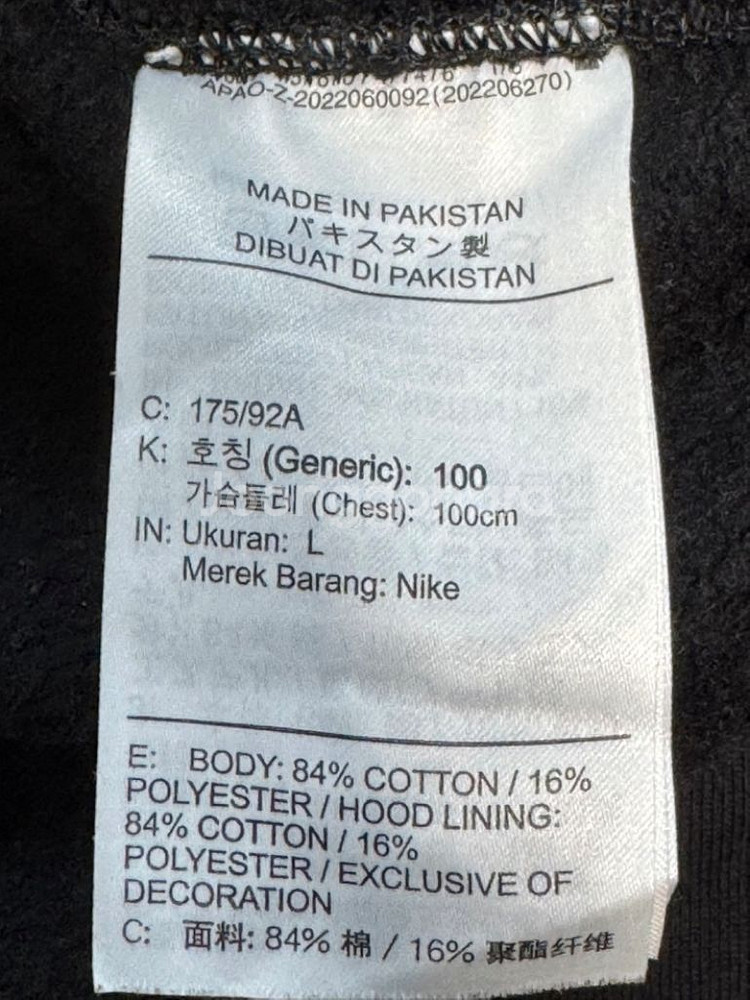 APAO-Z-2022060092(202206270)
MADE IN PAKISTAN
パキスタン製
DIBUAT DI PAKISTAN
C: 175/92A
K: 호칭 (Generic): 100
가슴둘레 (Chest): 100cm
IN: Ukuran: L
Merek Barang: Nike
E: BODY: 84% COTTON / 16%
POLYESTER / HOOD LINING:
84% COTTON / 16%
POLYESTER / EXCLUSIVE OF
DECORATION
C: 面料: 84% 棉 / 16% 聚酯纤维